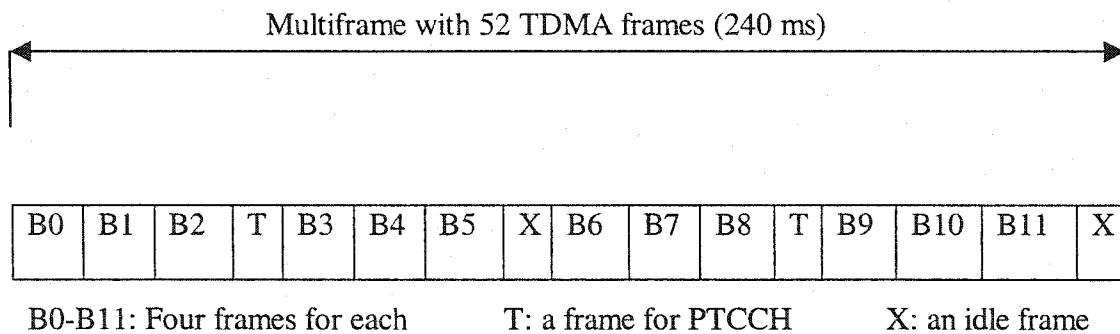 Multiframe with 52 TDMA frames (240 ms)
B0 B1 B2 T B3 B4 B5 X B6 B7 B8 T B9 B10 B11 X
B0-B11: Four frames for each T: a frame for PTCCH X: an idle frame